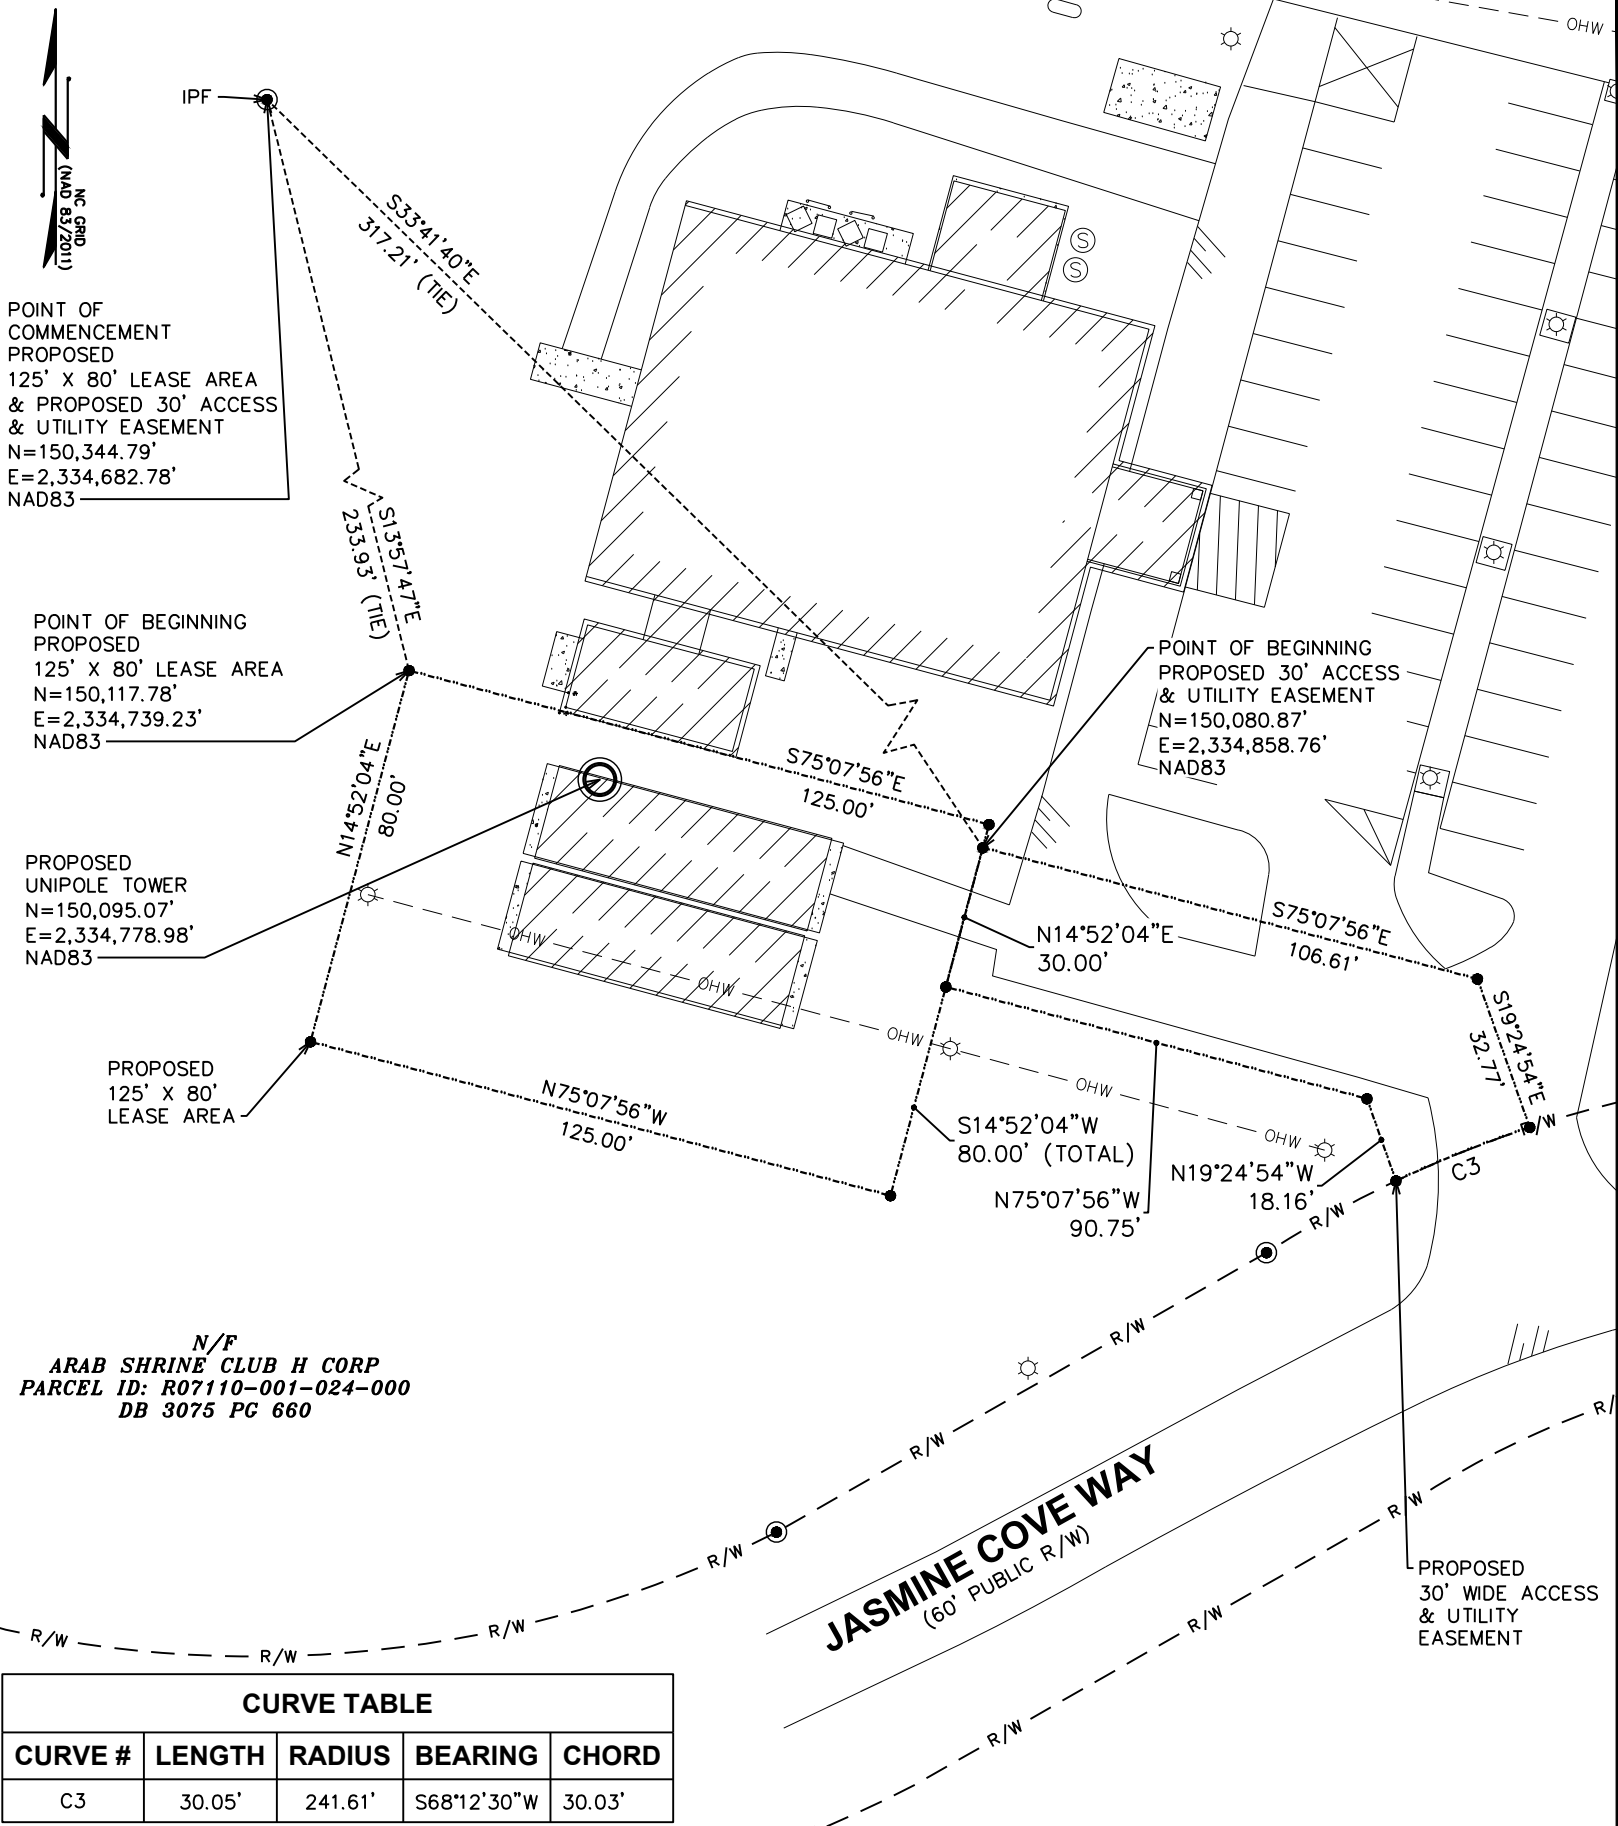 OHW
IPF
NC GRID
(NAD 83/2011)
S33°41'40"E
317.21' (TIE)
POINT OF
COMMENCEMENT
PROPOSED
125' X 80' LEASE AREA
& PROPOSED 30' ACCESS
& UTILITY EASEMENT
N=150,344.79'
E=2,334,682.78'
NAD83
S
S
S13°57'47"E
233.93' (TIE)
POINT OF BEGINNING
PROPOSED
125' X 80' LEASE AREA
N=150,117.78'
E=2,334,739.23'
NAD83
POINT OF BEGINNING
PROPOSED 30' ACCESS
& UTILITY EASEMENT
N=150,080.87'
E=2,334,858.76'
NAD83
S75°07'56"E
125.00'
N14°52'04"E
80.00'
PROPOSED
UNIPOLE TOWER
N=150,095.07'
E=2,334,778.98'
NAD83
OHW
OHW
OHW
OHW
OHW
N14°52'04"E
30.00'
S75°07'56"E
106.61'
S19°24'54"E
32.77'
PROPOSED
125' X 80'
LEASE AREA
N75°07'56"W
125.00'
S14°52'04"W
80.00' (TOTAL)
N75°07'56"W
90.75'
N19°24'54"W
18.16'
C3
R/W
R/W
R/W
R/W
R/W
R/W
R/W
R/W
N/F
ARAB SHRINE CLUB H CORP
PARCEL ID: R07110-001-024-000
DB 3075 PG 660
JASMINE COVE WAY
(60' PUBLIC R/W)
R/
R/W
R/W
R/W
PROPOSED
30' WIDE ACCESS
& UTILITY
EASEMENT
CURVE TABLE
CURVE # LENGTH RADIUS BEARING CHORD
C3 30.05' 241.61' S68°12'30"W 30.03'